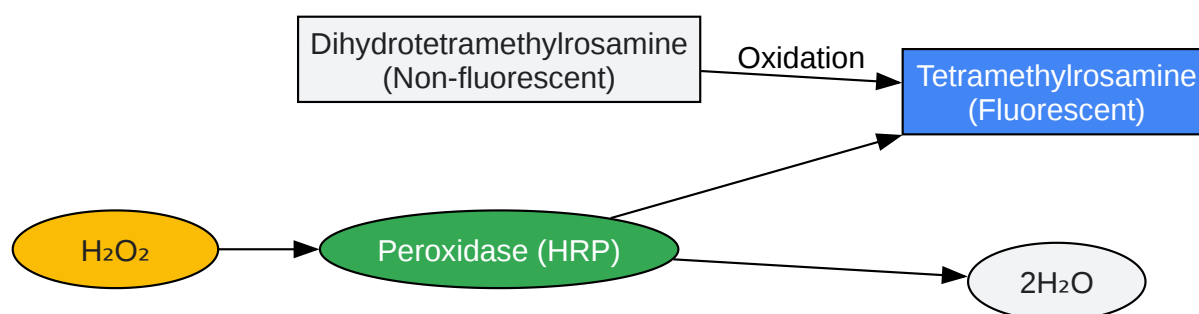 Dihydrotetramethylrosamine
(Non-fluorescent)
Oxidation
Tetramethylrosamine
(Fluorescent)
H₂O₂
Peroxidase (HRP)
2H₂O